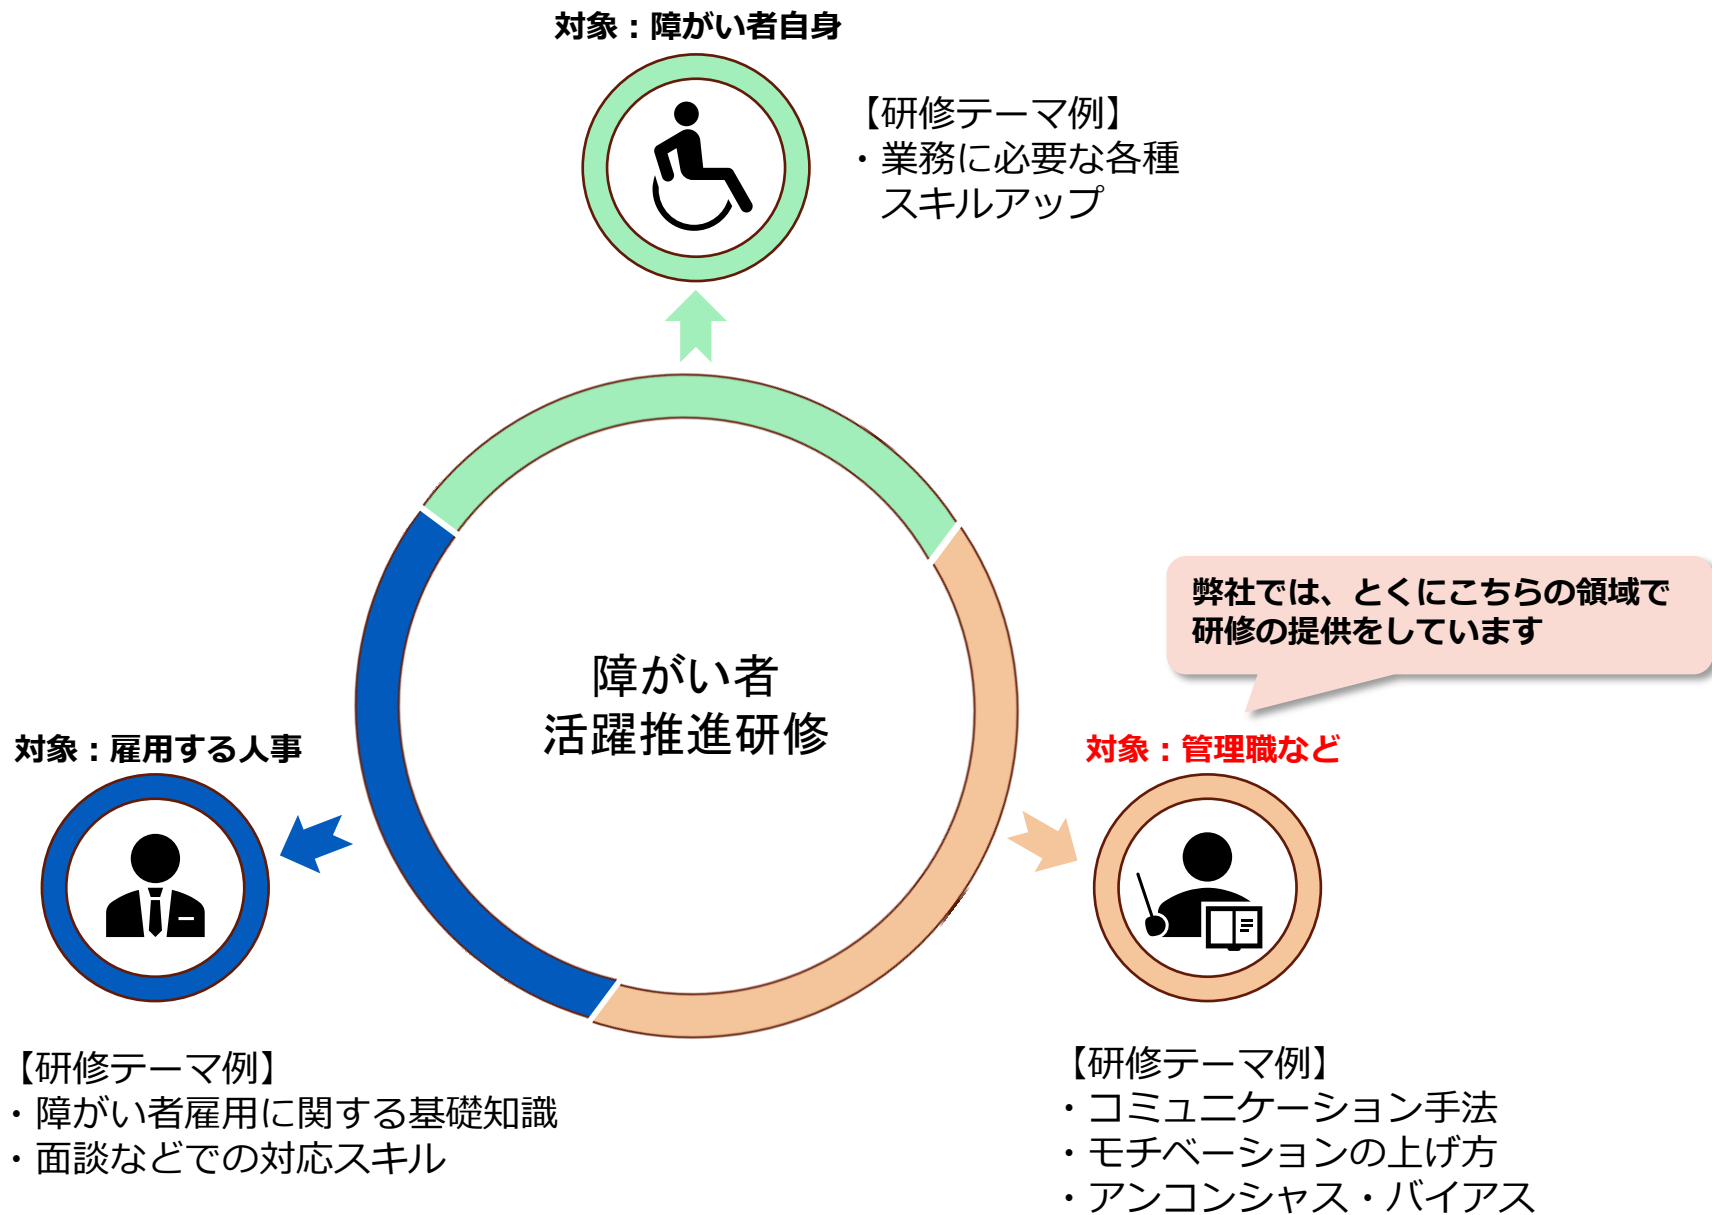 対象：障がい者自身
【研修テーマ例】
・業務に必要な各種
スキルアップ
障がい者
活躍推進研修
弊社では、とくにこちらの領域で
研修の提供をしています
対象：雇用する人事
【研修テーマ例】
・障がい者雇用に関する基礎知識
・面談などでの対応スキル
対象：管理職など
【研修テーマ例】
・コミュニケーション手法
・モチベーションの上げ方
・アンコンシャス・バイアス